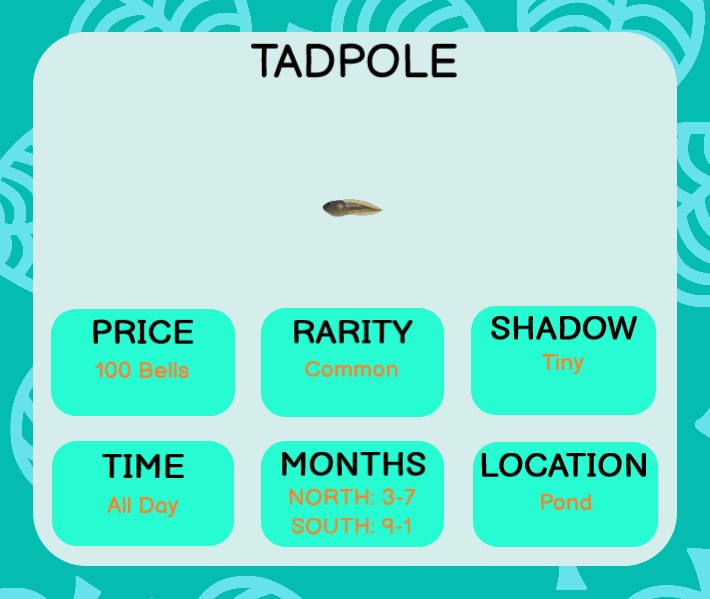 TADPOLE
PRICE
100 Bells
RARITY
Common
SHADOW
Tiny
TIME
All Day
MONTHS
NORTH: 3-7
SOUTH: 9-1
LOCATION
Pond